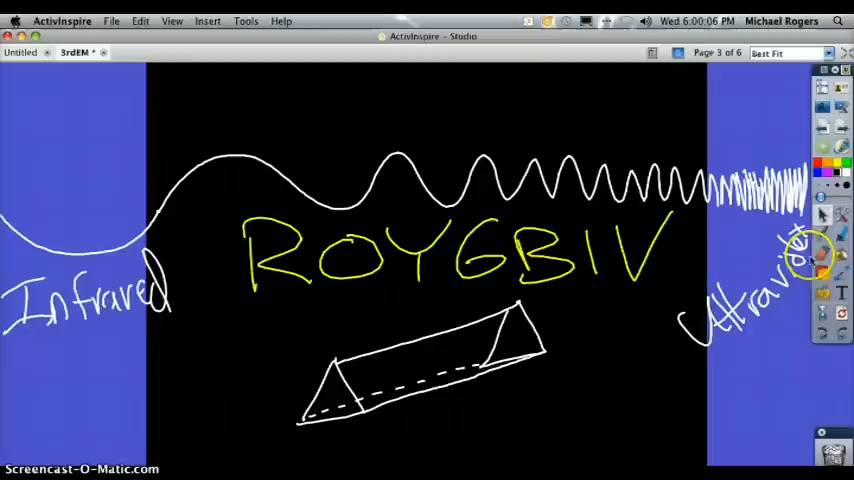 ActivInspire File Edit View Insert Tools Help Wed 6:00:06 PM Michael Rogers
ActivInspire - Studio
Untitled 3rdEM * Page 3 of 6 Best Fit
ROYGBIV
Infrared
Ultraviolet
Screencast-O-Matic.com